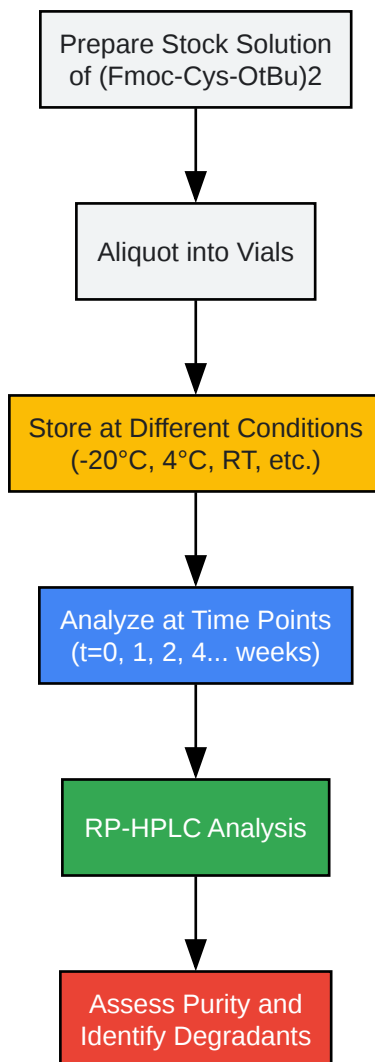 Prepare Stock Solution
of (Fmoc-Cys-OtBu)2
Aliquot into Vials
Store at Different Conditions
(-20°C, 4°C, RT, etc.)
Analyze at Time Points
(t=0, 1, 2, 4... weeks)
RP-HPLC Analysis
Assess Purity and
Identify Degradants